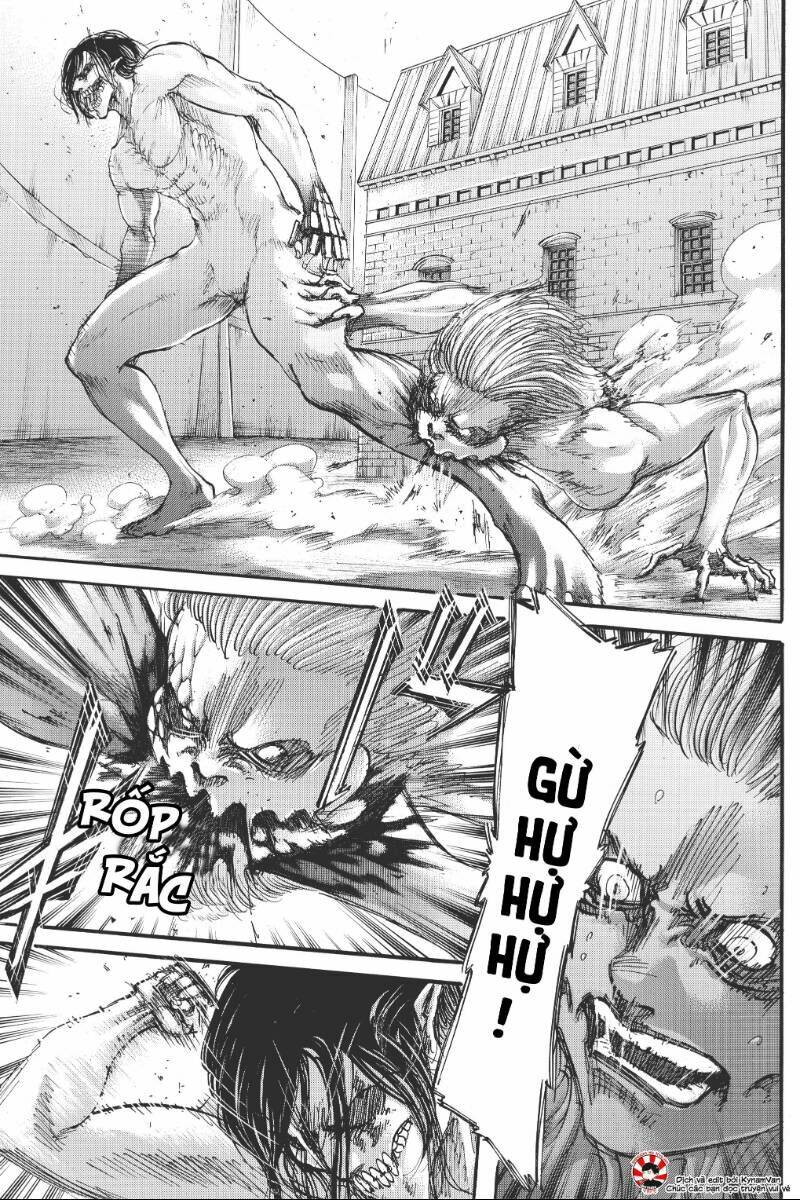 GỪ
HỰ
HỰ
HỰ
!
RỐP
RẮC
Dịch và edit bởi KynamVan
Chúc các bạn đọc truyện vui vẻ